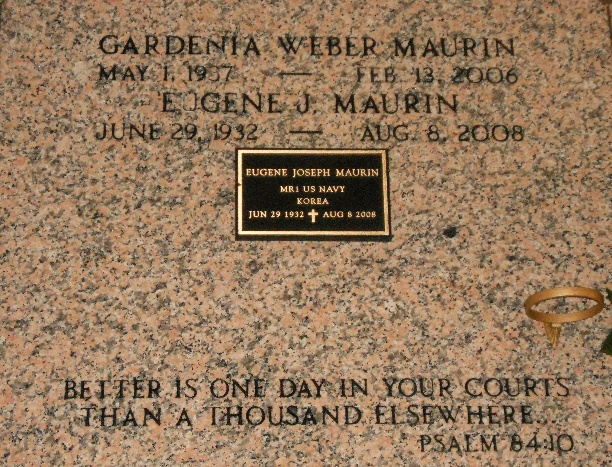 GARDENIA WEBER MAURIN
MAY 1, 1937 — FEB. 13, 2006
EUGENE J. MAURIN
JUNE 29, 1932 — AUG. 8, 2008
EUGENE JOSEPH MAURIN
MR1 US NAVY
KOREA
JUN 29 1932 ✝ AUG 8 2008
BETTER IS ONE DAY IN YOUR COURTS
THAN A THOUSAND ELSEWHERE...
PSALM 84:10